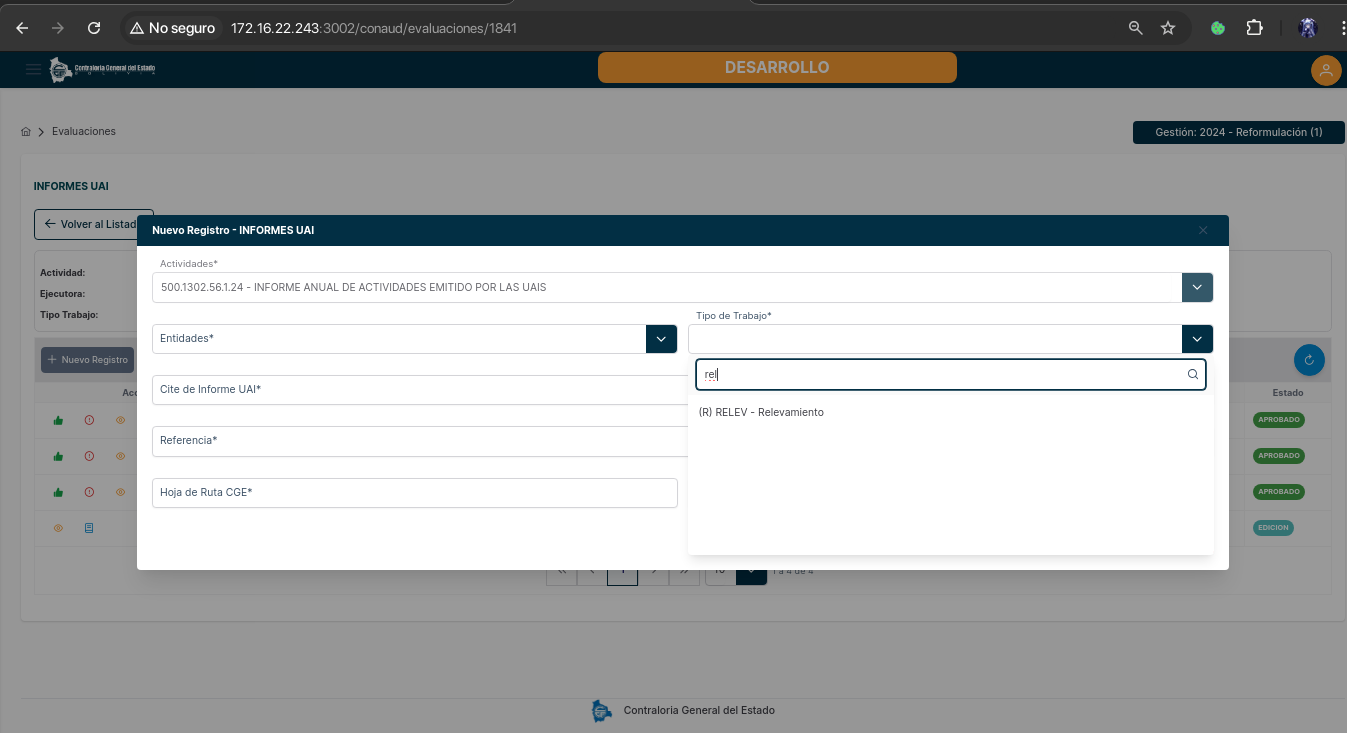 No seguro 172.16.22.243:3002/conaud/evaluaciones/1841
Contraloría General del Estado
BOLIVIA
DESARROLLO
Evaluaciones
Gestión: 2024 - Reformulación (1)
INFORMES UAI
Volver al Listad
Nuevo Registro - INFORMES UAI
Actividades*
500.1302.56.1.24 - INFORME ANUAL DE ACTIVIDADES EMITIDO POR LAS UAIS
Actividad:
Ejecutora:
Tipo Trabajo:
Tipo de Trabajo*
Entidades*
Nuevo Registro
rel
Cite de Informe UAI*
Acc
Estado
(R) RELEV - Relevamiento
APROBADO
Referencia*
APROBADO
Hoja de Ruta CGE*
APROBADO
EDICION
1
10
1 a 4 de 4
Contraloria General del Estado